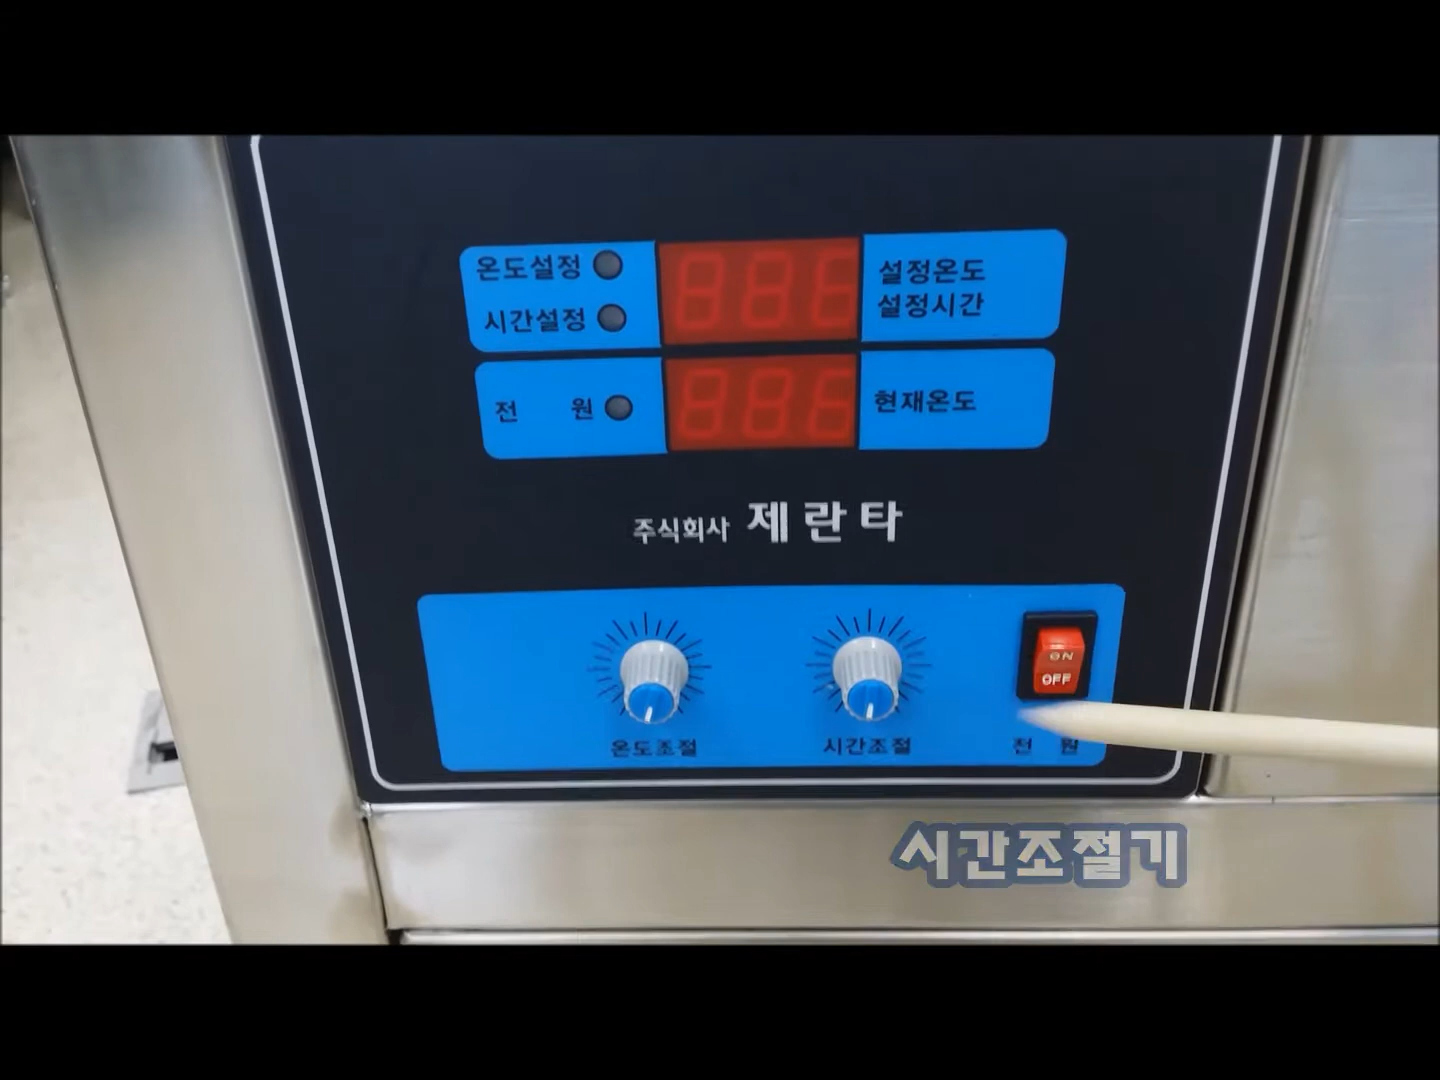 온도설정
시간설정
설정온도
설정시간
전 원
현재온도
주식회사 제란타
ON
OFF
온도조절
시간조절
전 원
시간조절기